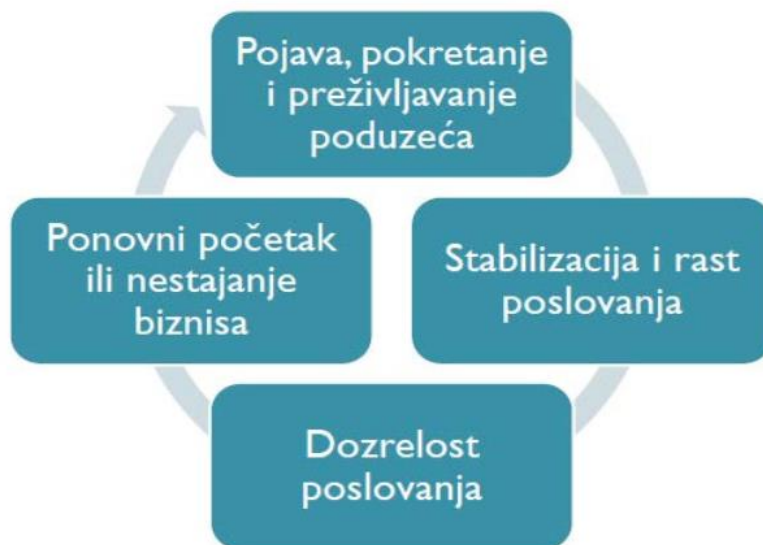 Pojava, pokretanje
i preživljavanje
poduzeća
Stabilizacija i rast
poslovanja
Dozrelost
poslovanja
Ponovni početak
ili nestajanje
biznisa